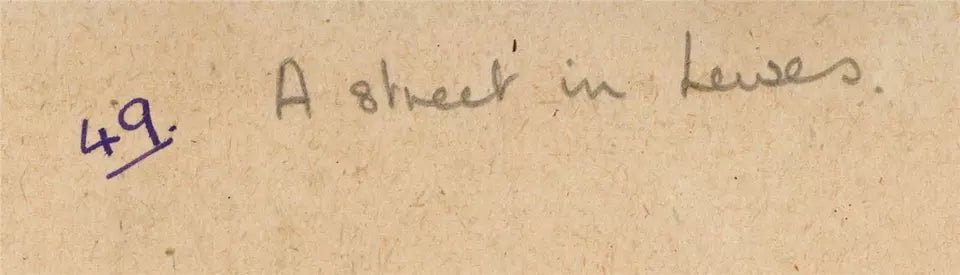 49. A street in Lewes.